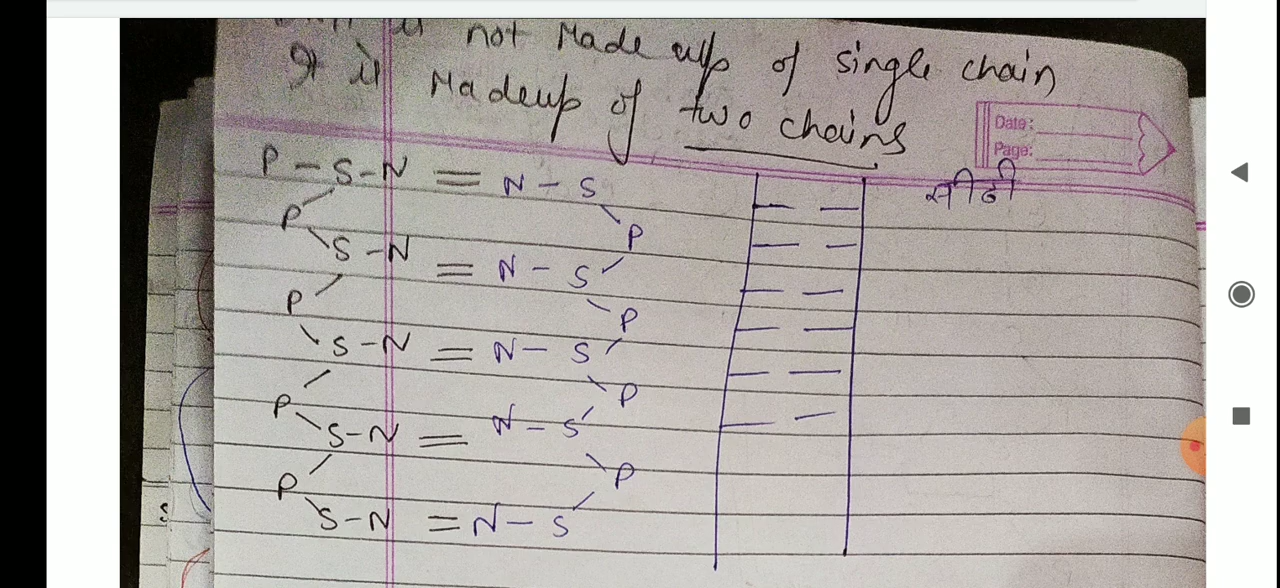 not Made up of single chain
It is Madeup of two chains
Date:
Page:
P - S - N = N - S
P P
S - N = N - S
P P
S - N = N - S
P P
S - N = N - S
P P
S - N = N - S